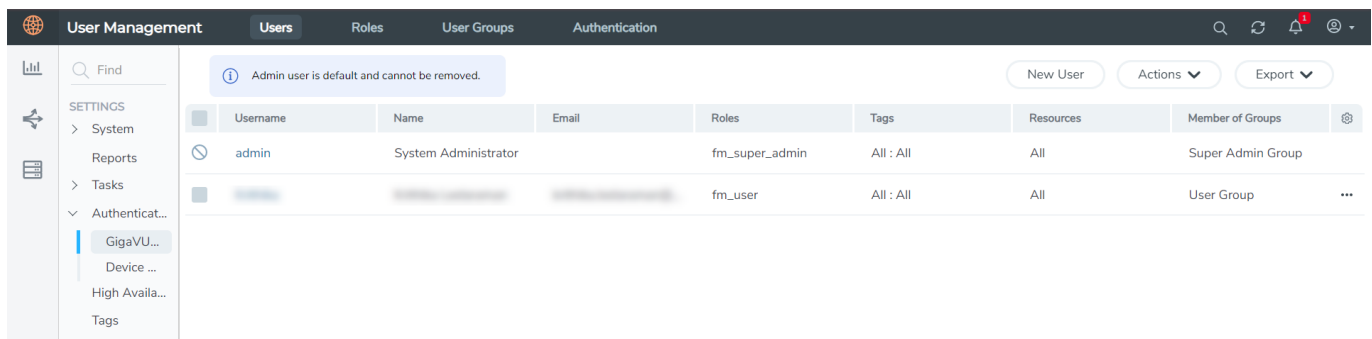 User Management Users Roles User Groups Authentication 1
Find
Admin user is default and cannot be removed.
New User Actions Export
SETTINGS
System
Reports
Tasks
Authenticat...
GigaVU...
Device ...
High Availa...
Tags
Username Name Email Roles Tags Resources Member of Groups
admin System Administrator fm_super_admin All : All All Super Admin Group
fm_user All : All All User Group